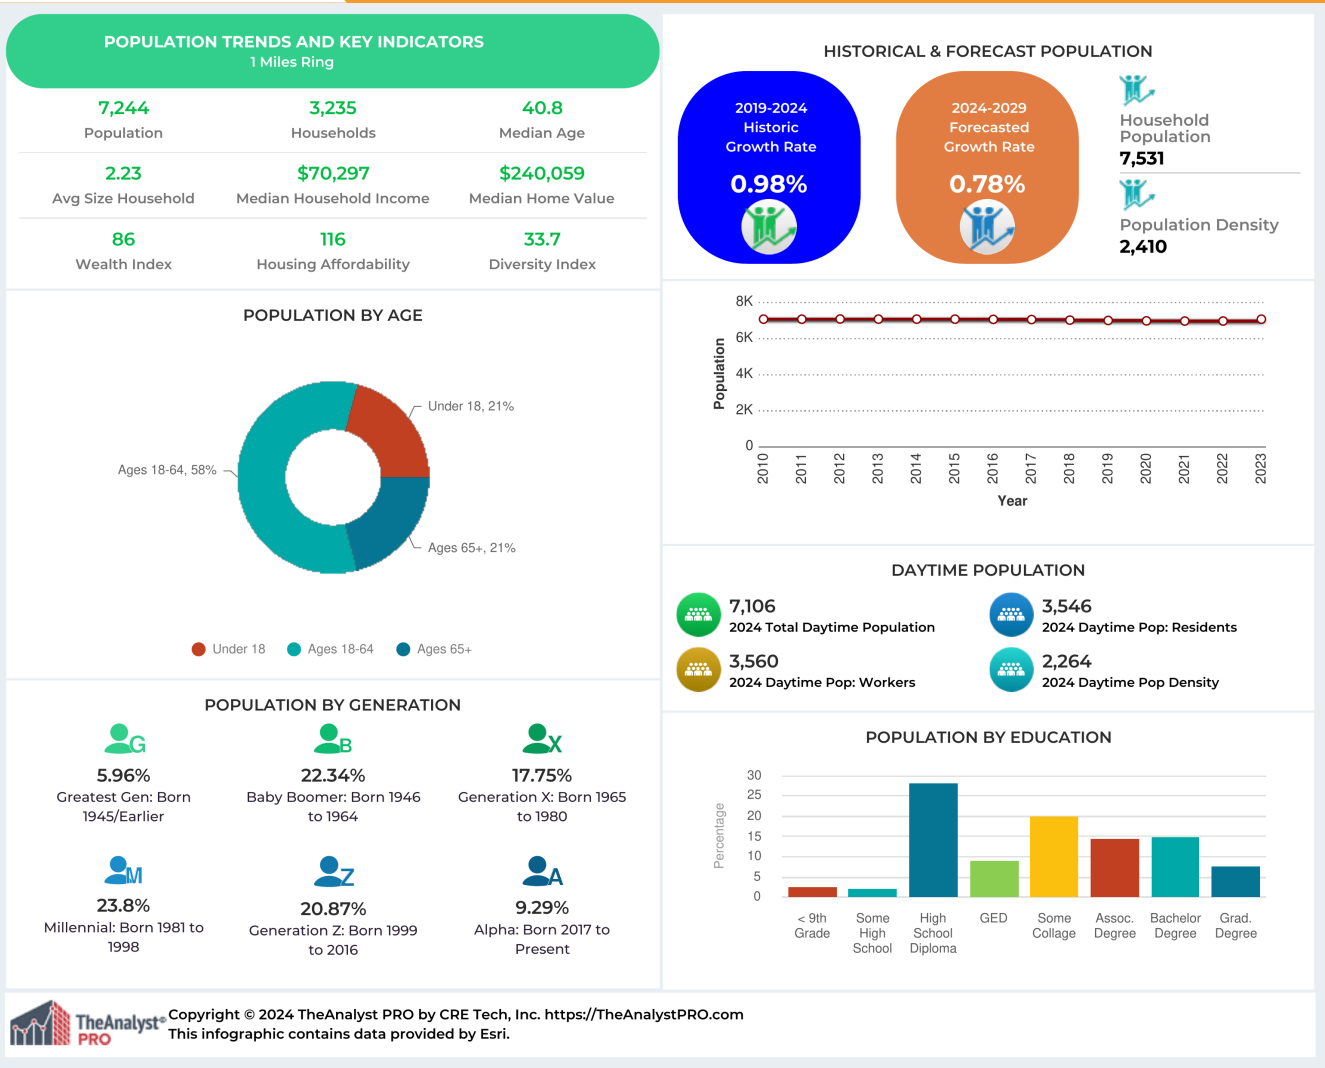 POPULATION TRENDS AND KEY INDICATORS
1 Miles Ring
7,244
Population
3,235
Households
40.8
Median Age
2.23
Avg Size Household
$70,297
Median Household Income
$240,059
Median Home Value
86
Wealth Index
116
Housing Affordability
33.7
Diversity Index
HISTORICAL & FORECAST POPULATION
2019-2024
Historic
Growth Rate
0.98%
2024-2029
Forecasted
Growth Rate
0.78%
Household
Population
7,531
Population Density
2,410
POPULATION BY AGE
Under 18, 21%
Ages 18-64, 58%
Ages 65+, 21%
Under 18
Ages 18-64
Ages 65+
8K
6K
4K
2K
0
Population
2010
2011
2012
2013
2014
2015
2016
2017
2018
2019
2020
2021
2022
2023
Year
DAYTIME POPULATION
7,106
2024 Total Daytime Population
3,546
2024 Daytime Pop: Residents
3,560
2024 Daytime Pop: Workers
2,264
2024 Daytime Pop Density
POPULATION BY GENERATION
G
5.96%
Greatest Gen: Born
1945/Earlier
B
22.34%
Baby Boomer: Born 1946
to 1964
X
17.75%
Generation X: Born 1965
to 1980
M
23.8%
Millennial: Born 1981 to
1998
Z
20.87%
Generation Z: Born 1999
to 2016
A
9.29%
Alpha: Born 2017 to
Present
POPULATION BY EDUCATION
30
25
20
15
10
5
0
Percentage
< 9th
Grade
Some
High
School
High
School
Diploma
GED
Some
Collage
Assoc.
Degree
Bachelor
Degree
Grad.
Degree
TheAnalyst®
PRO
Copyright © 2024 TheAnalyst PRO by CRE Tech, Inc. https://TheAnalystPRO.com
This infographic contains data provided by Esri.